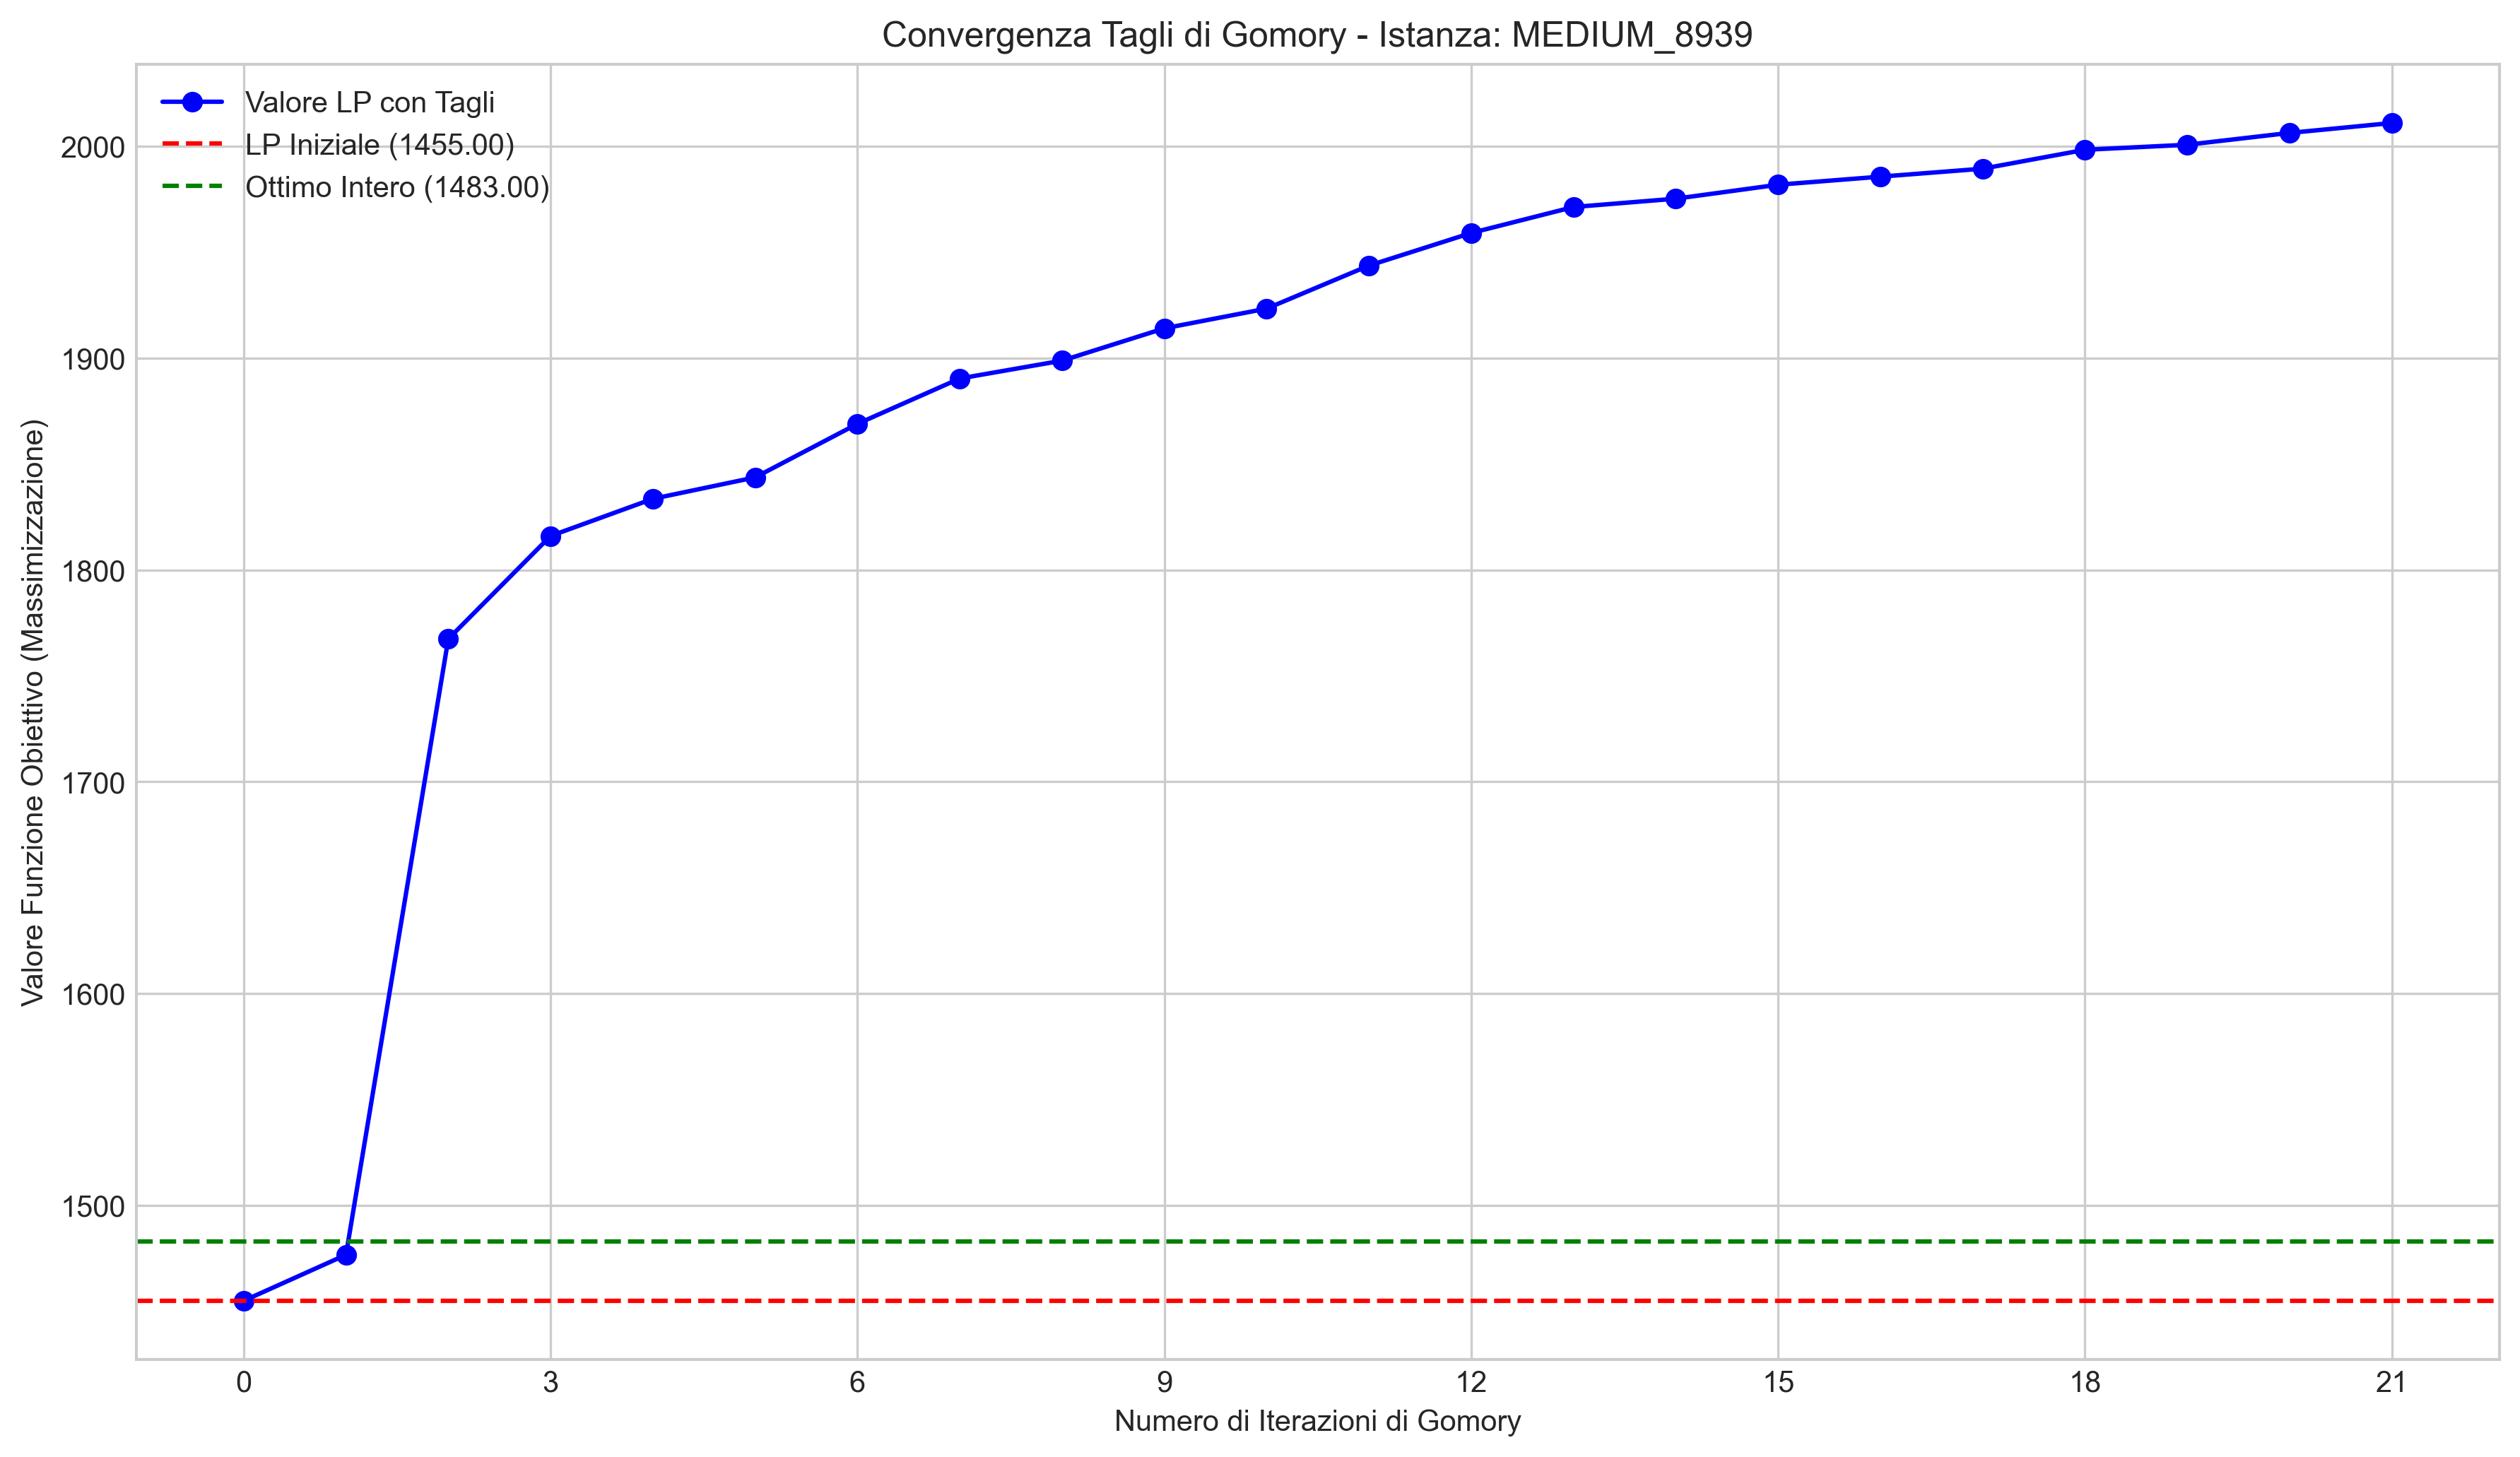 Convergenza Tagli di Gomory - Istanza: MEDIUM_8939
Valore LP con Tagli
LP Iniziale (1455.00)
Ottimo Intero (1483.00)
Valore Funzione Obiettivo (Massimizzazione)
2000
1900
1800
1700
1600
1500
0 3 6 9 12 15 18 21
Numero di Iterazioni di Gomory